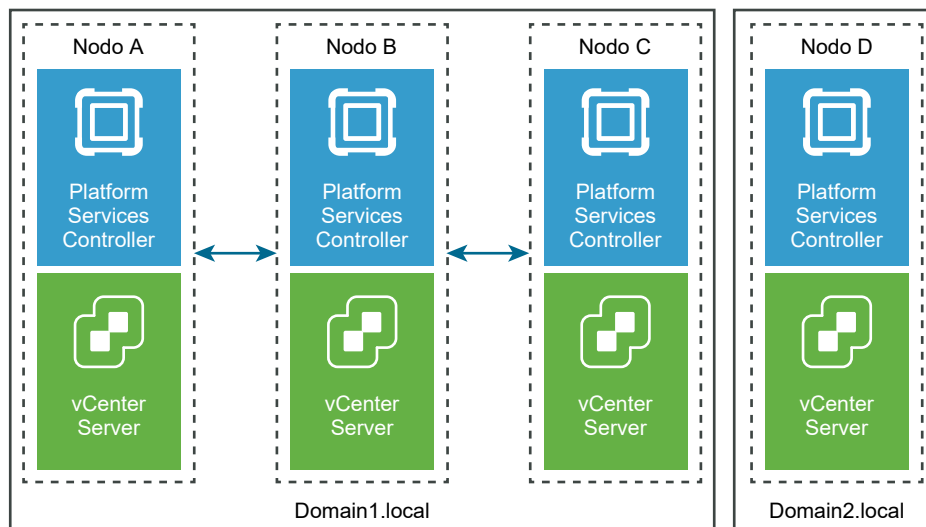 Nodo A
Nodo B
Nodo C
Nodo D
Platform
Services
Controller
Platform
Services
Controller
Platform
Services
Controller
Platform
Services
Controller
vCenter
Server
vCenter
Server
vCenter
Server
vCenter
Server
Domain1.local
Domain2.local